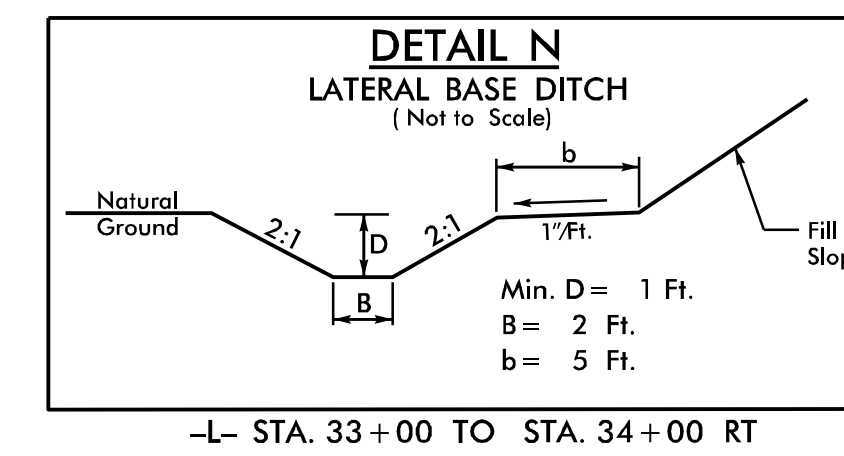 DETAIL N
LATERAL BASE DITCH
( Not to Scale)
b
Natural
Ground
2:1
D
2:1
1"/Ft.
Fill
B
Min. D = 1 Ft.
B = 2 Ft.
b = 5 Ft.
–L– STA. 33+00 TO STA. 34+00 RT